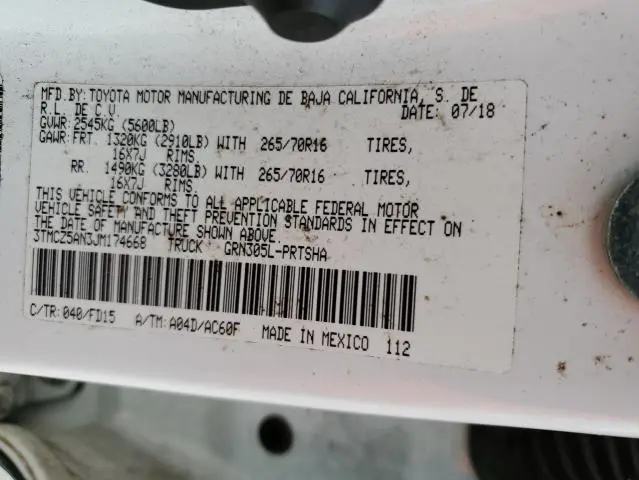 MFD.BY:TOYOTA MOTOR MANUFACTURING DE BAJA CALIFORNIA, S. DE
R.L. DE C.V. DATE: 07/18
GVWR:2545KG (5600LB)
GAWR:FRT. 1320KG (2910LB) WITH 265/70R16 TIRES,
16X7J RIMS,
RR. 1490KG (3280LB) WITH 265/70R16 TIRES,
16X7J RIMS,
THIS VEHICLE CONFORMS TO ALL APPLICABLE FEDERAL MOTOR
VEHICLE SAFETY AND THEFT PREVENTION STANDARDS IN EFFECT ON
THE DATE OF MANUFACTURE SHOWN ABOVE.
3TMCZ5AN3JM174668 TRUCK GRN305L-PRTSHA
C/TR:040/FD15 A/TM:A04D/AC60F MADE IN MEXICO 112